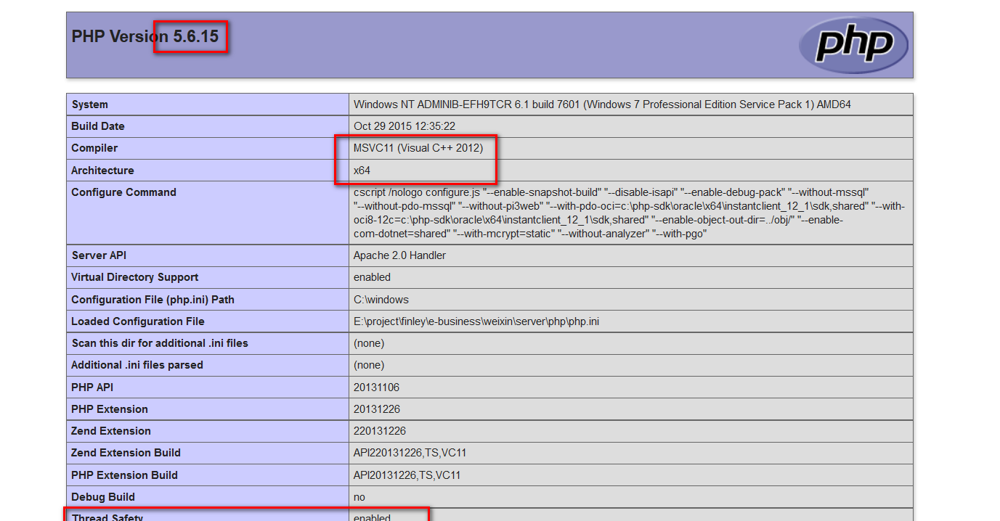 PHP Version 5.6.15
php
System Windows NT ADMINIB-EFH9TCR 6.1 build 7601 (Windows 7 Professional Edition Service Pack 1) AMD64
Build Date Oct 29 2015 12:35:22
Compiler MSVC11 (Visual C++ 2012)
Architecture x64
Configure Command cscript /nologo configure.js "--enable-snapshot-build" "--disable-isapi" "--enable-debug-pack" "--without-mssql"
"--without-pdo-mssql" "--without-pi3web" "--with-pdo-oci=c:\php-sdk\oracle\x64\instantclient_12_1\sdk,shared" "--with-
oci8-12c=c:\php-sdk\oracle\x64\instantclient_12_1\sdk,shared" "--enable-object-out-dir=../obj/" "--enable-
com-dotnet=shared" "--with-mcrypt=static" "--without-analyzer" "--with-pgo"
Server API Apache 2.0 Handler
Virtual Directory Support enabled
Configuration File (php.ini) Path C:\windows
Loaded Configuration File E:\project\finley\e-business\weixin\server\php\php.ini
Scan this dir for additional .ini files (none)
Additional .ini files parsed (none)
PHP API 20131106
PHP Extension 20131226
Zend Extension 220131226
Zend Extension Build API220131226,TS,VC11
PHP Extension Build API20131226,TS,VC11
Debug Build no
Thread Safety enabled